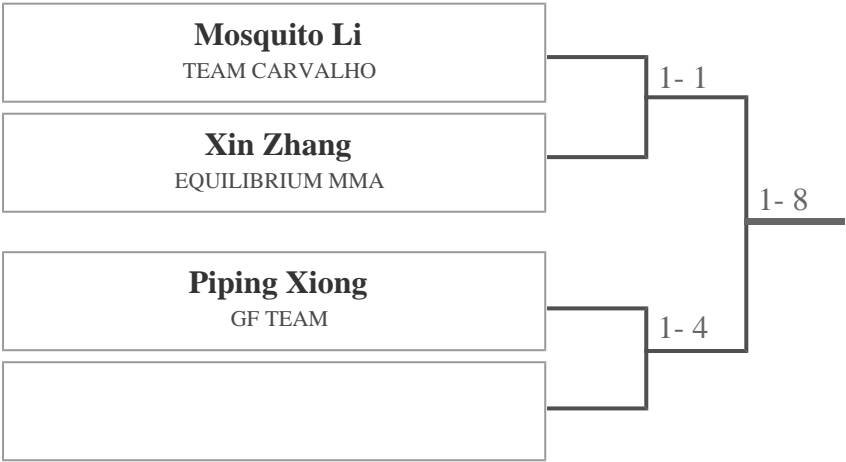 Mosquito Li
TEAM CARVALHO
1- 1
Xin Zhang
EQUILIBRIUM MMA
1- 8
Piping Xiong
GF TEAM
1- 4